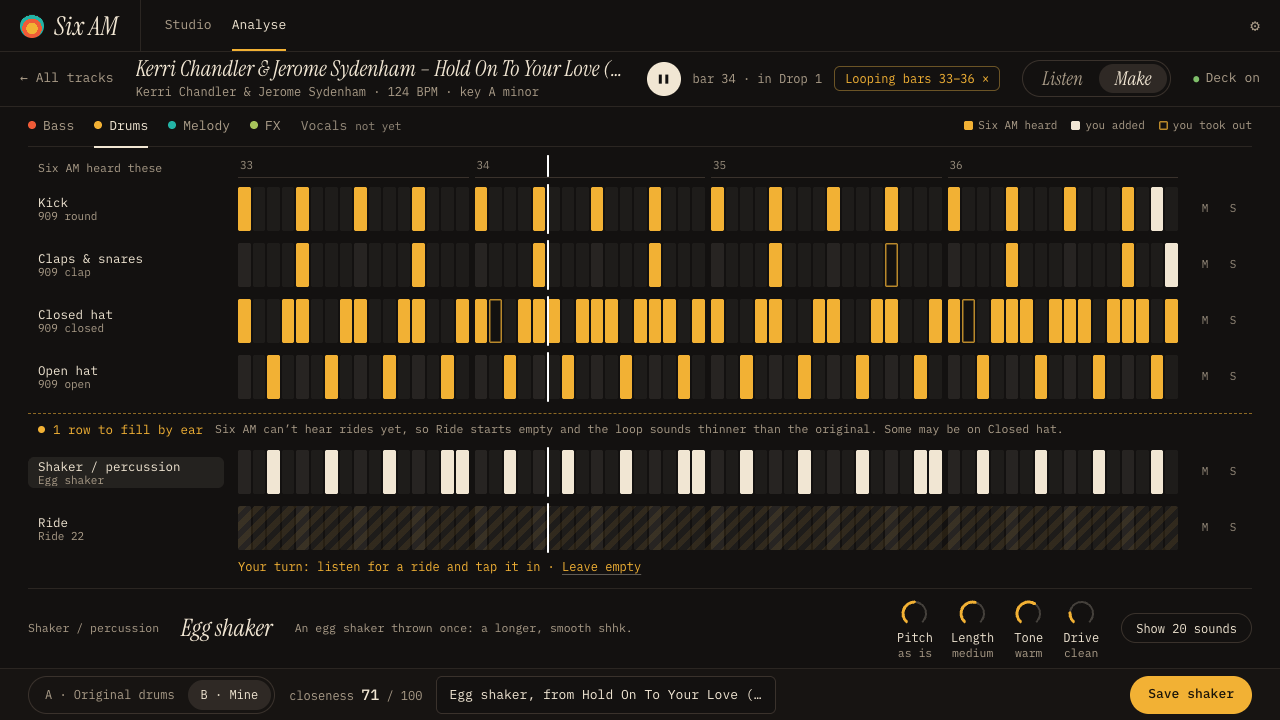 Six AM Studio Analyse ⚙
← All tracks Kerri Chandler & Jerome Sydenham – Hold On To Your Love (…
Kerri Chandler & Jerome Sydenham · 124 BPM · key A minor
bar 34 · in Drop 1 Looping bars 33–36 × Listen Make Deck on
Bass Drums Melody FX Vocals not yet Six AM heard you added you took out
Six AM heard these 33 34 35 36
Kick
909 round
M S
Claps & snares
909 clap
M S
Closed hat
909 closed
M S
Open hat
909 open
M S
1 row to fill by ear Six AM can’t hear rides yet, so Ride starts empty and the loop sounds thinner than the original. Some may be on Closed hat.
Shaker / percussion
Egg shaker
M S
Ride
Ride 22
M S
Your turn: listen for a ride and tap it in · Leave empty
Shaker / percussion Egg shaker An egg shaker thrown once: a longer, smooth shhk.
Pitch Length Tone Drive
as is medium warm clean
Show 20 sounds
A · Original drums B · Mine closeness 71 / 100 Egg shaker, from Hold On To Your Love (… Save shaker